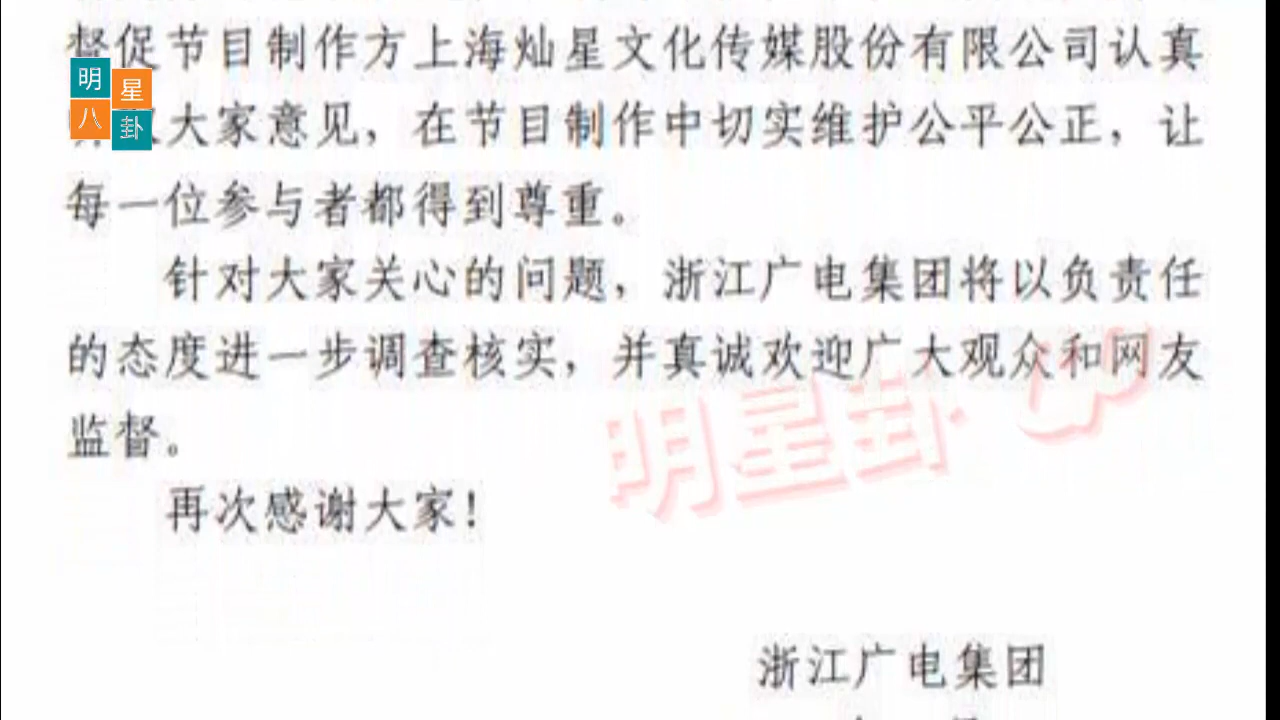 督促节目制作方上海灿星文化传媒股份有限公司认真
大家意见，在节目制作中切实维护公平公正，让
每一位参与者都得到尊重。
针对大家关心的问题，浙江广电集团将以负责任
的态度进一步调查核实，并真诚欢迎广大观众和网友
监督。
再次感谢大家！
浙江广电集团
明星
八卦
明星卦